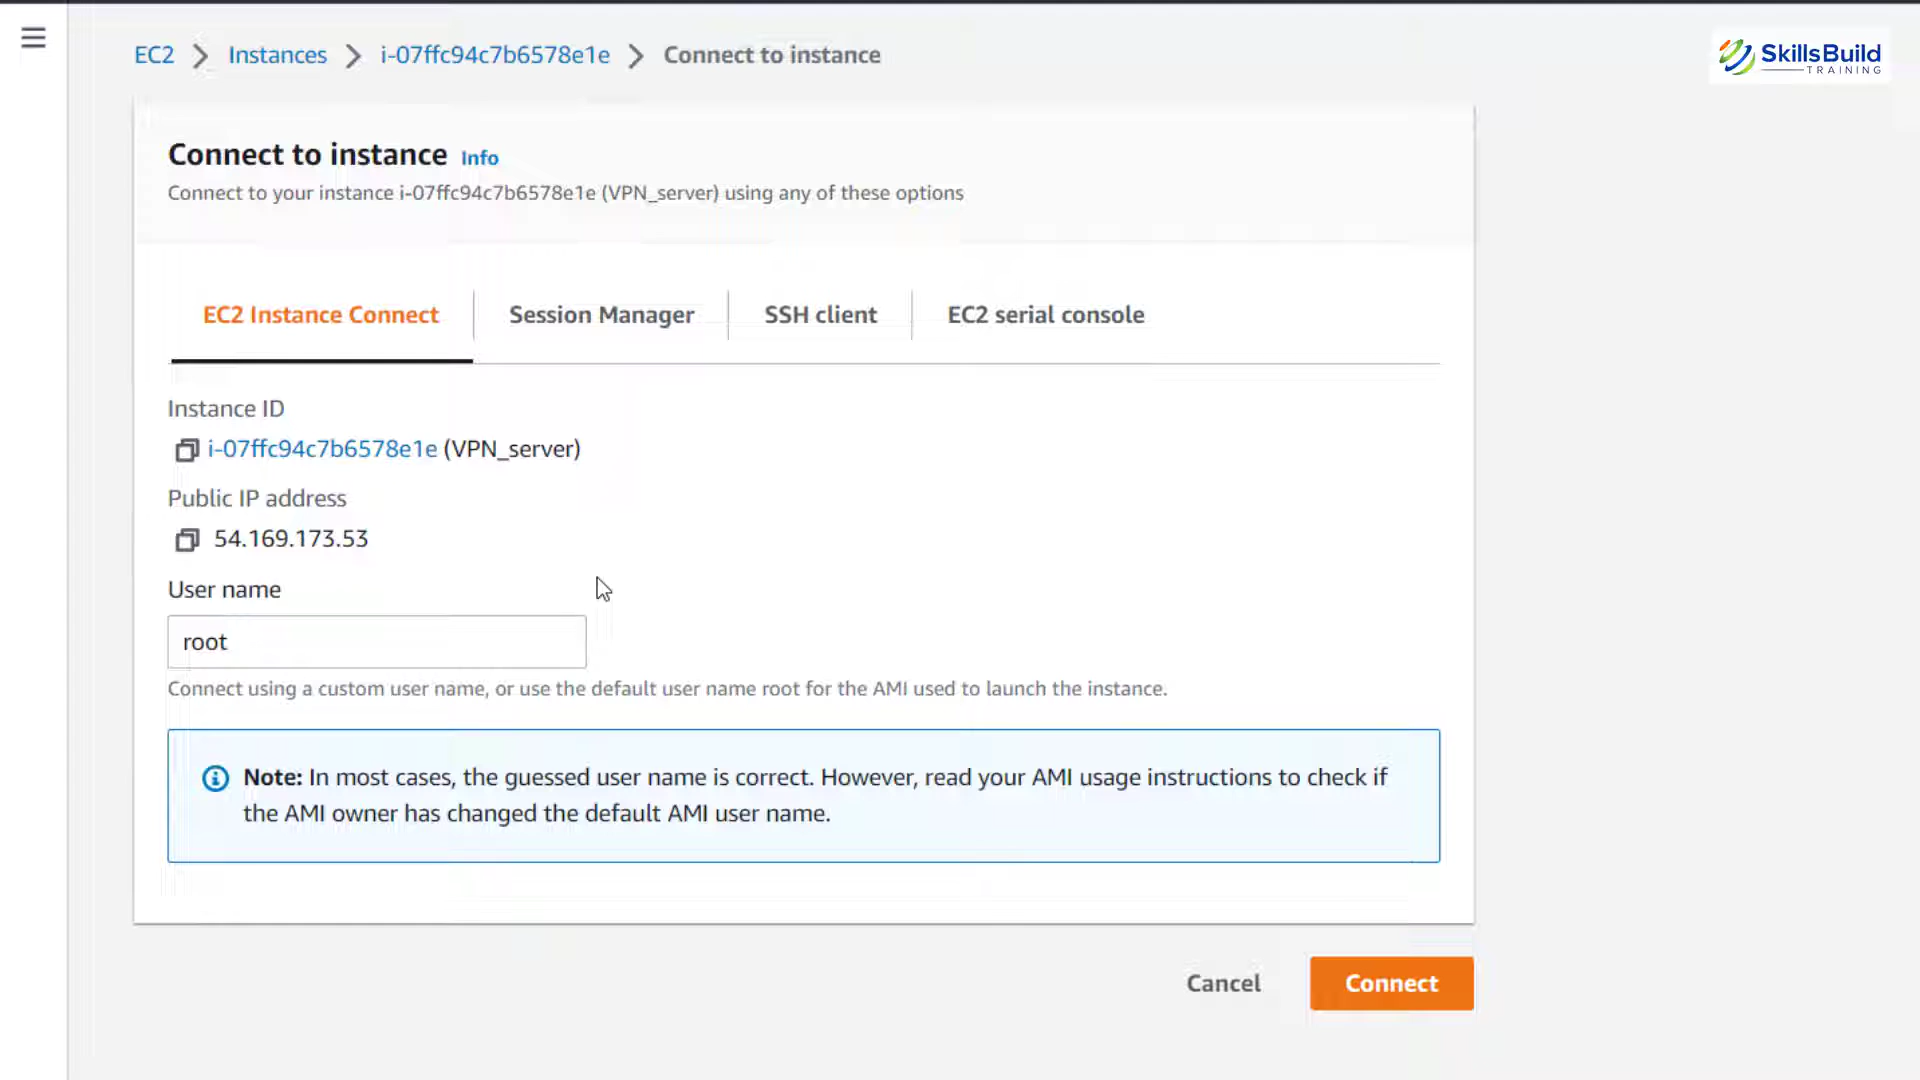 EC2 > Instances > i-07ffc94c7b6578e1e > Connect to instance
SkillsBuild
TRAINING
Connect to instance Info
Connect to your instance i-07ffc94c7b6578e1e (VPN_server) using any of these options
EC2 Instance Connect Session Manager SSH client EC2 serial console
Instance ID
i-07ffc94c7b6578e1e (VPN_server)
Public IP address
54.169.173.53
User name
root
Connect using a custom user name, or use the default user name root for the AMI used to launch the instance.
Note: In most cases, the guessed user name is correct. However, read your AMI usage instructions to check if
the AMI owner has changed the default AMI user name.
Cancel Connect